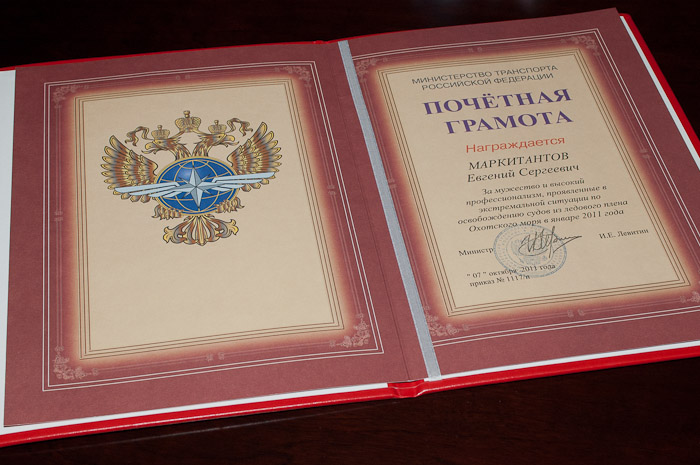 МИНИСТЕРСТВО ТРАНСПОРТА
РОССИЙСКОЙ ФЕДЕРАЦИИ
ПОЧЁТНАЯ
ГРАМОТА
Награждается
МАРКИТАНТОВ
Евгений Сергеевич
За мужество и высокий
профессионализм, проявленные в
экстремальной ситуации по
освобождению судов из ледового плена
Охотского моря в январе 2011 года
Министр И.Е. Левитин
" 07 " октября 2011 года
приказ №